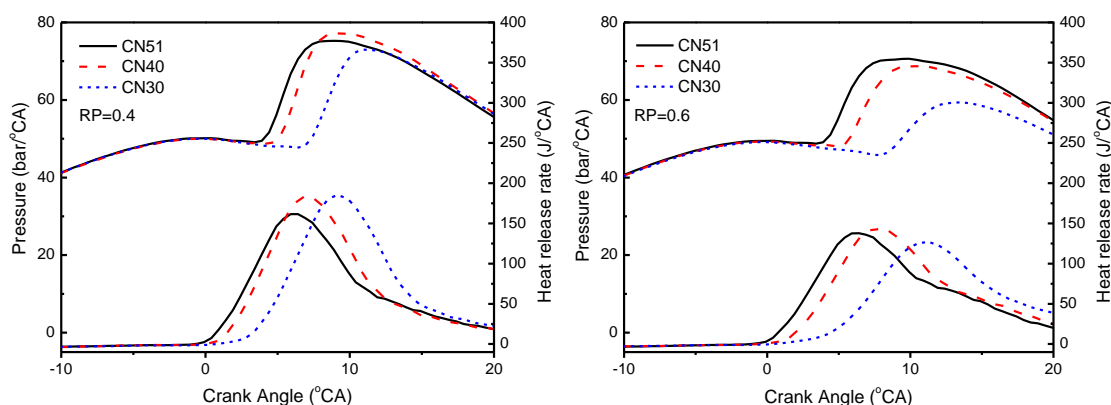 80
60
40
20
0
Pressure (bar/°CA)
CN51
CN40
CN30
RP=0.4
400
350
300
250
200
150
100
50
0
Heat release rate (J/°CA)
-10
0
10
20
Crank Angle (°CA)
80
60
40
20
0
Pressure (bar/°CA)
CN51
CN40
CN30
RP=0.6
400
350
300
250
200
150
100
50
0
Heat release rate (J/°CA)
-10
0
10
20
Crank Angle (°CA)